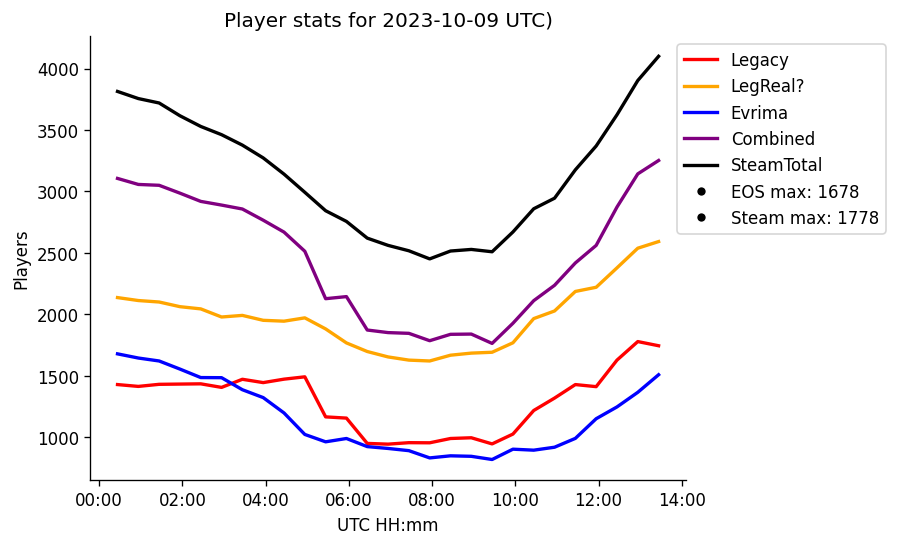 Player stats for 2023-10-09 UTC)
4000
3500
3000
2500
2000
1500
1000
Players
00:00 02:00 04:00 06:00 08:00 10:00 12:00 14:00
UTC HH:mm
Legacy
LegReal?
Evrima
Combined
SteamTotal
EOS max: 1678
Steam max: 1778